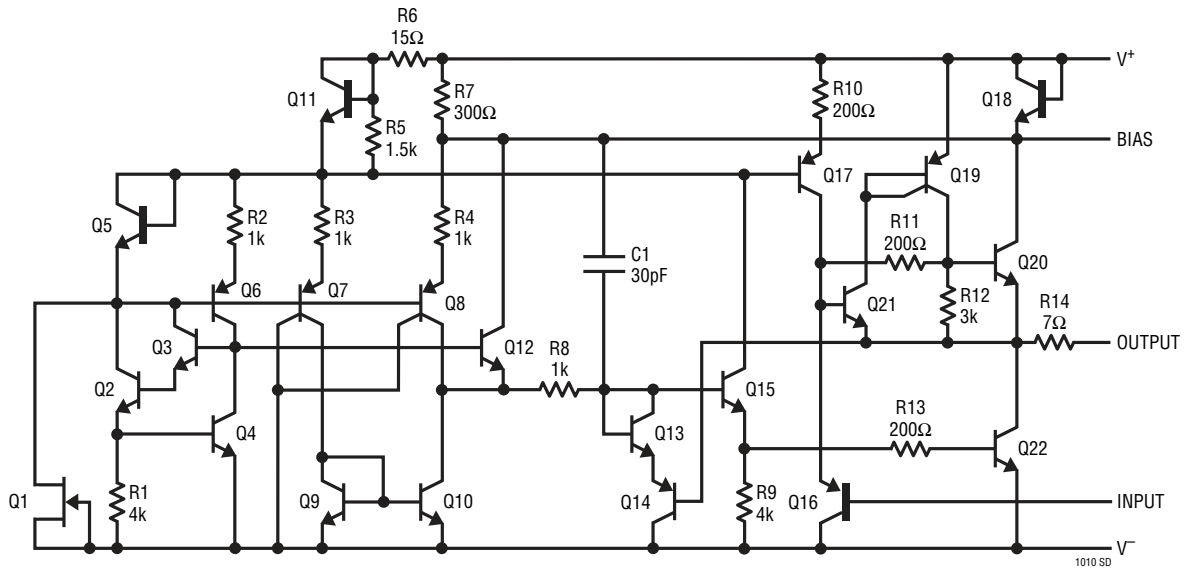 R6
15Ω
V+
Q11
R7
300Ω
R10
200Ω
Q18
R5
1.5k
BIAS
Q17
Q19
Q5
R2
1k
R3
1k
R4
1k
C1
30pF
R11
200Ω
Q20
Q6
Q7
Q8
Q21
R12
3k
R14
7Ω
Q3
Q12
OUTPUT
R8
1k
Q2
Q15
Q4
Q13
R13
200Ω
Q22
Q1
R1
4k
Q9
Q10
Q14
R9
4k
Q16
INPUT
V–
1010 SD